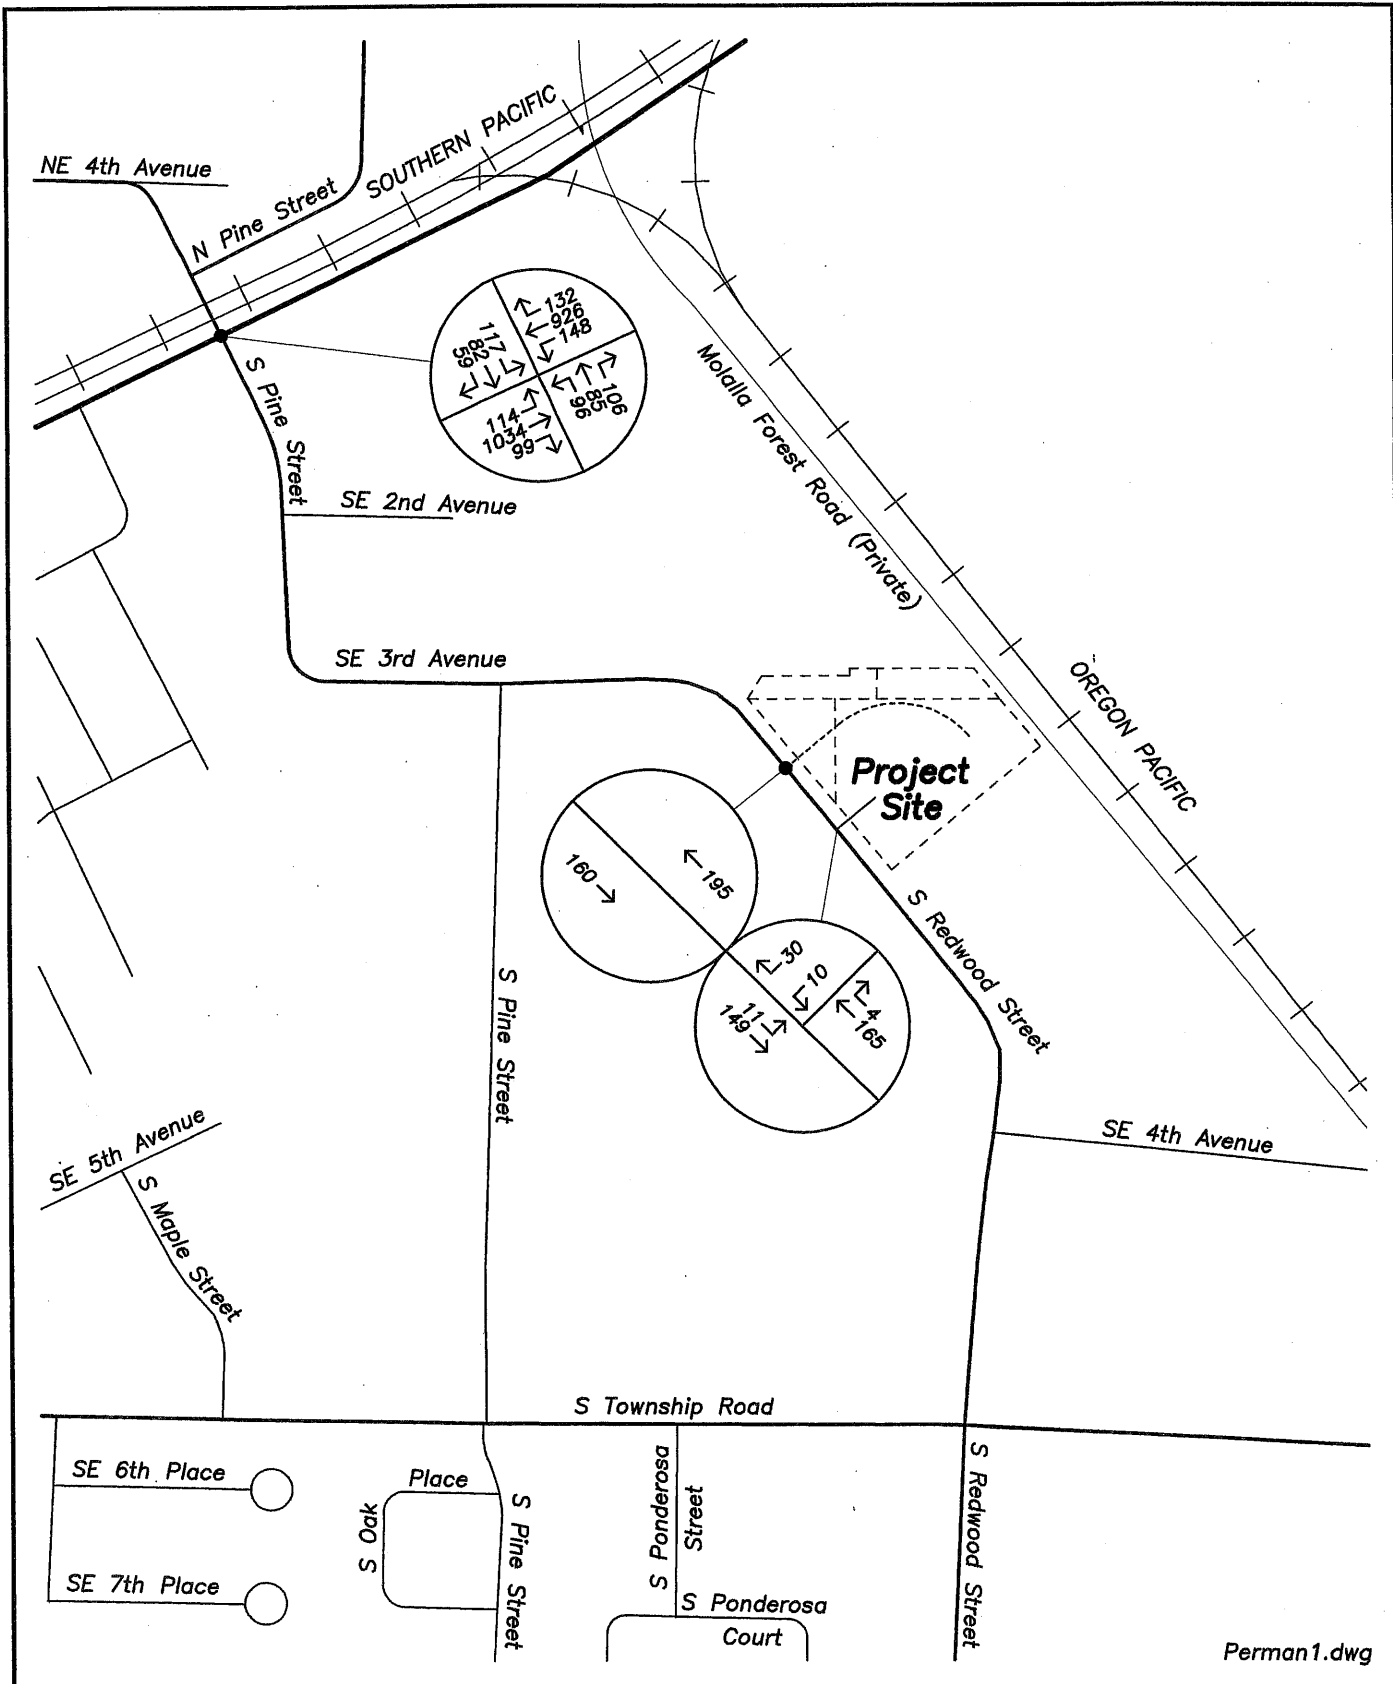 NE 4th Avenue
N Pine Street
SOUTHERN PACIFIC
132
926
148
117
82
59
106
85
96
114
1034
99
S Pine Street
SE 2nd Avenue
Molalla Forest Road (Private)
SE 3rd Avenue
OREGON PACIFIC
Project
Site
160
195
30
10
4
165
11
149
S Redwood Street
S Pine Street
SE 4th Avenue
SE 5th Avenue
S Maple Street
S Township Road
SE 6th Place
SE 7th Place
S Oak
Place
S Pine Street
S Ponderosa
Street
S Ponderosa
Court
S Redwood Street
Perman1.dwg